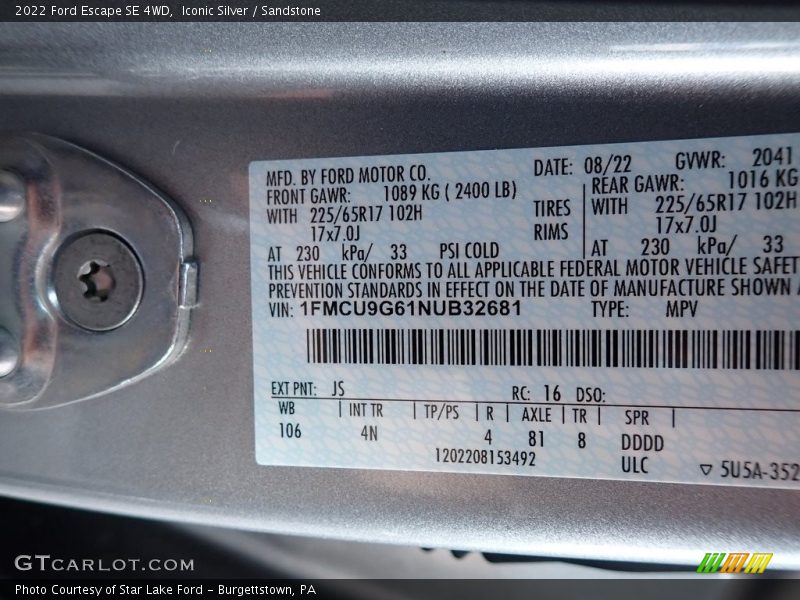 2022 Ford Escape SE 4WD, Iconic Silver / Sandstone
MFD. BY FORD MOTOR CO. DATE: 08/22 GVWR: 2041
FRONT GAWR: 1089 KG ( 2400 LB) REAR GAWR: 1016 KG
WITH 225/65R17 102H TIRES WITH 225/65R17 102H
17x7.0J RIMS 17x7.0J
AT 230 kPa/ 33 PSI COLD AT 230 kPa/ 33
THIS VEHICLE CONFORMS TO ALL APPLICABLE FEDERAL MOTOR VEHICLE SAFET
PREVENTION STANDARDS IN EFFECT ON THE DATE OF MANUFACTURE SHOWN A
VIN: 1FMCU9G61NUB32681 TYPE: MPV
EXT PNT: JS RC: 16 DSO:
WB | INT TR | TP/PS | R | AXLE | TR | SPR |
106 4N 4 81 8 DDDD
1202208153492 ULC ▽ 5U5A-352
GTCARLOT.COM
Photo Courtesy of Star Lake Ford - Burgettstown, PA